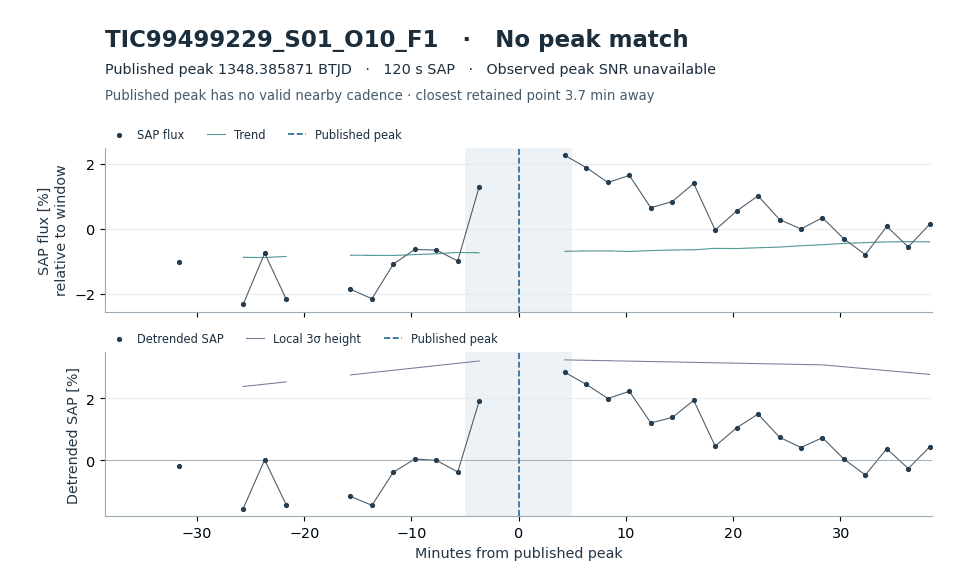 TIC99499229_S01_O10_F1 · No peak match
Published peak 1348.385871 BTJD · 120 s SAP · Observed peak SNR unavailable
Published peak has no valid nearby cadence · closest retained point 3.7 min away
SAP flux Trend Published peak
SAP flux [%]
relative to window
2
0
−2
Detrended SAP Local 3σ height Published peak
Detrended SAP [%]
2
0
−30 −20 −10 0 10 20 30
Minutes from published peak